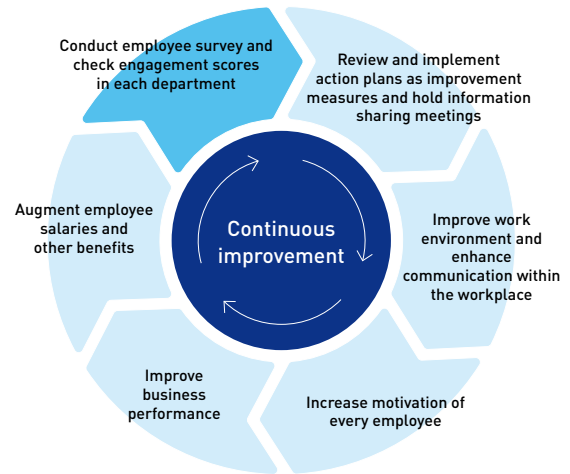 Conduct employee survey and
check engagement scores
in each department
Review and implement
action plans as improvement
measures and hold information
sharing meetings
Improve work
environment and
enhance
communication within
the workplace
Increase motivation of
every employee
Improve
business
performance
Augment employee
salaries and
other benefits
Continuous
improvement